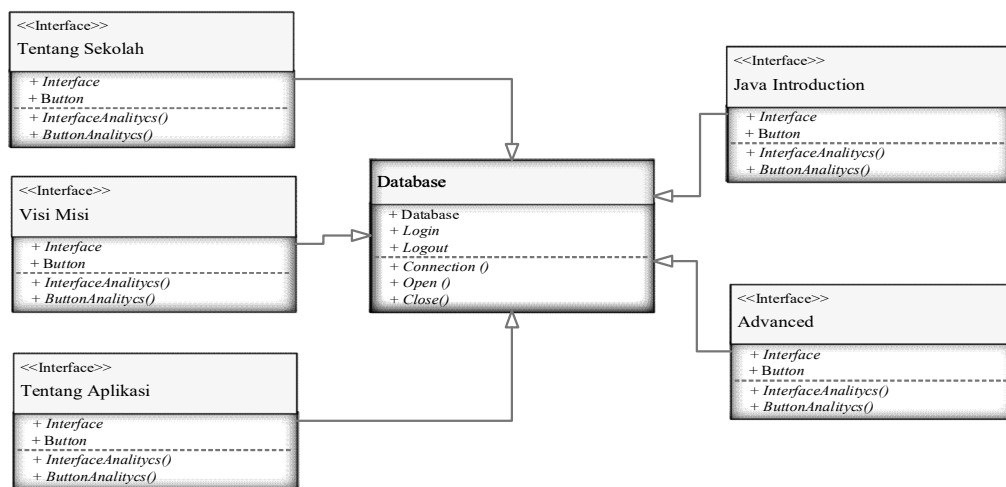 <<Interface>>
Tentang Sekolah
+ Interface
+ Button
+ InterfaceAnalitycs()
+ ButtonAnalitycs()
<<Interface>>
Visi Misi
+ Interface
+ Button
+ InterfaceAnalitycs()
+ ButtonAnalitycs()
<<Interface>>
Tentang Aplikasi
+ Interface
+ Button
+ InterfaceAnalitycs()
+ ButtonAnalitycs()
Database
+ Database
+ Login
+ Logout
+ Connection ()
+ Open ()
+ Close()
<<Interface>>
Java Introduction
+ Interface
+ Button
+ InterfaceAnalitycs()
+ ButtonAnalitycs()
<<Interface>>
Advanced
+ Interface
+ Button
+ InterfaceAnalitycs()
+ ButtonAnalitycs()